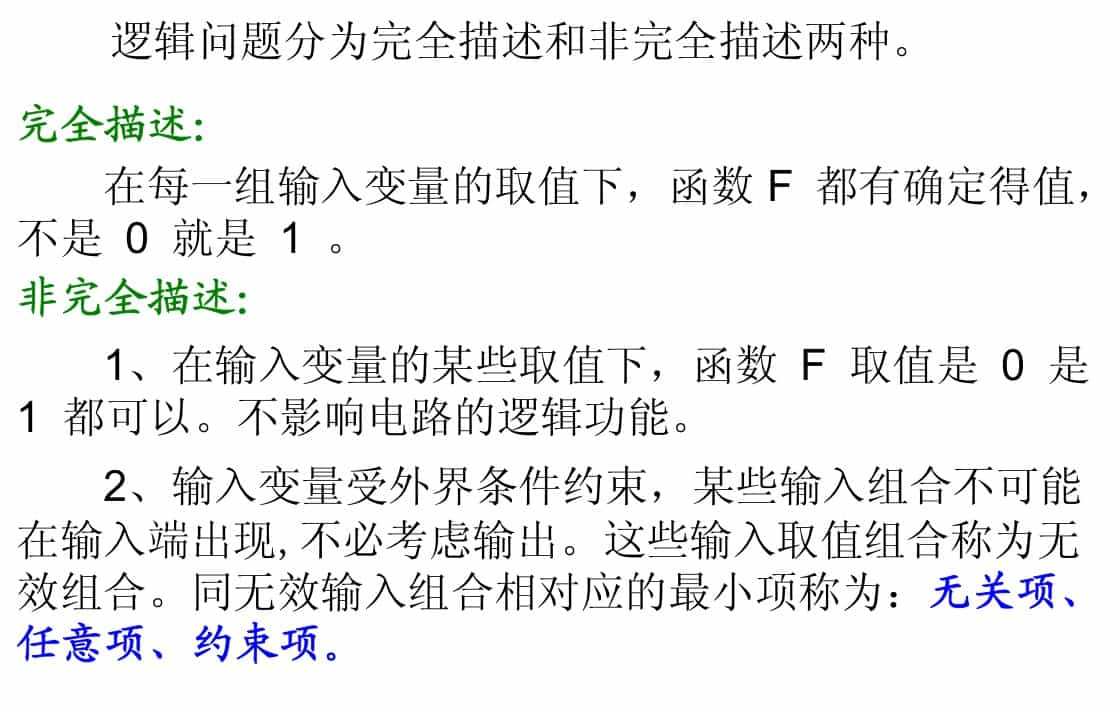 逻辑问题分为完全描述和非完全描述两种。
完全描述:
在每一组输入变量的取值下，函数 F 都有确定得值，
不是 0 就是 1 。
非完全描述:
1、在输入变量的某些取值下，函数 F 取值是 0 是
1 都可以。不影响电路的逻辑功能。
2、输入变量受外界条件约束，某些输入组合不可能
在输入端出现,不必考虑输出。这些输入取值组合称为无
效组合。同无效输入组合相对应的最小项称为：无关项、
任意项、约束项。